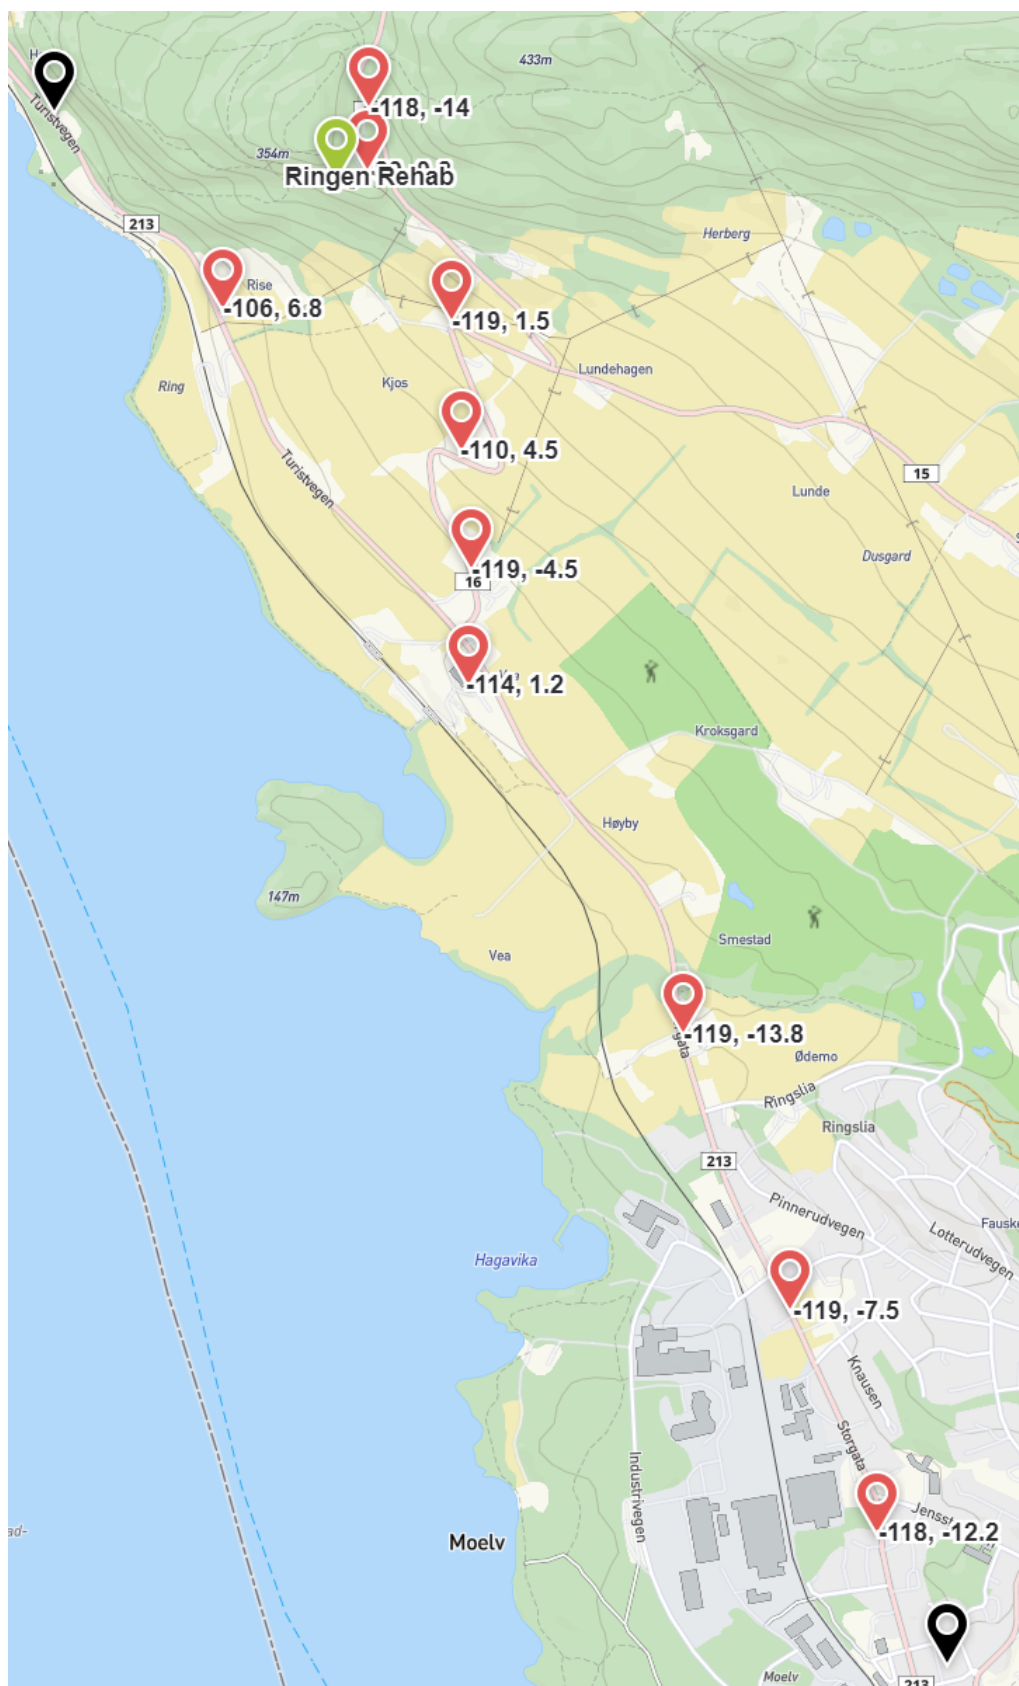 433m
Turistvegen
-118, -14
354m
Ringen Rehab
213
Herberg
Rise
-106, 6.8
-119, 1.5
Lundehagen
Ring
Kjos
-110, 4.5
Turistvegen
15
Lunde
Dusgard
-119, -4.5
16
-114, 1.2
Kroksgard
Høyby
147m
Smestad
Vea
-119, -13.8
Ødemo
Ringslia
Ringslia
213
Pinnerudvegen
Fauske
Lotterudvegen
Hagavika
-119, -7.5
Knausen
Storgata
Industrivegen
Jensst
-118, -12.2
ad-
Moelv
Moelv
213